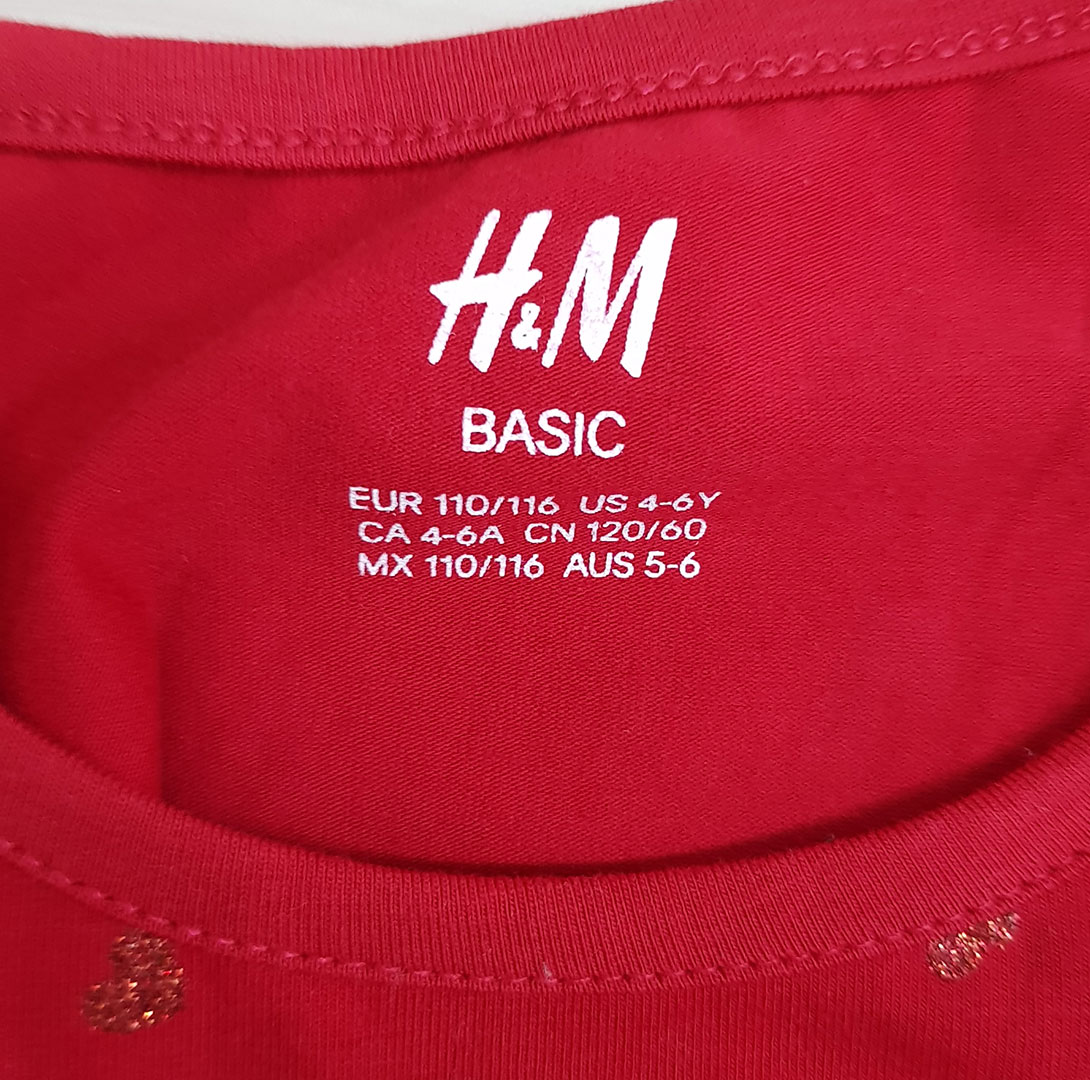 H&M
BASIC
EUR 110/116 US 4-6Y
CA 4-6A CN 120/60
MX 110/116 AUS 5-6